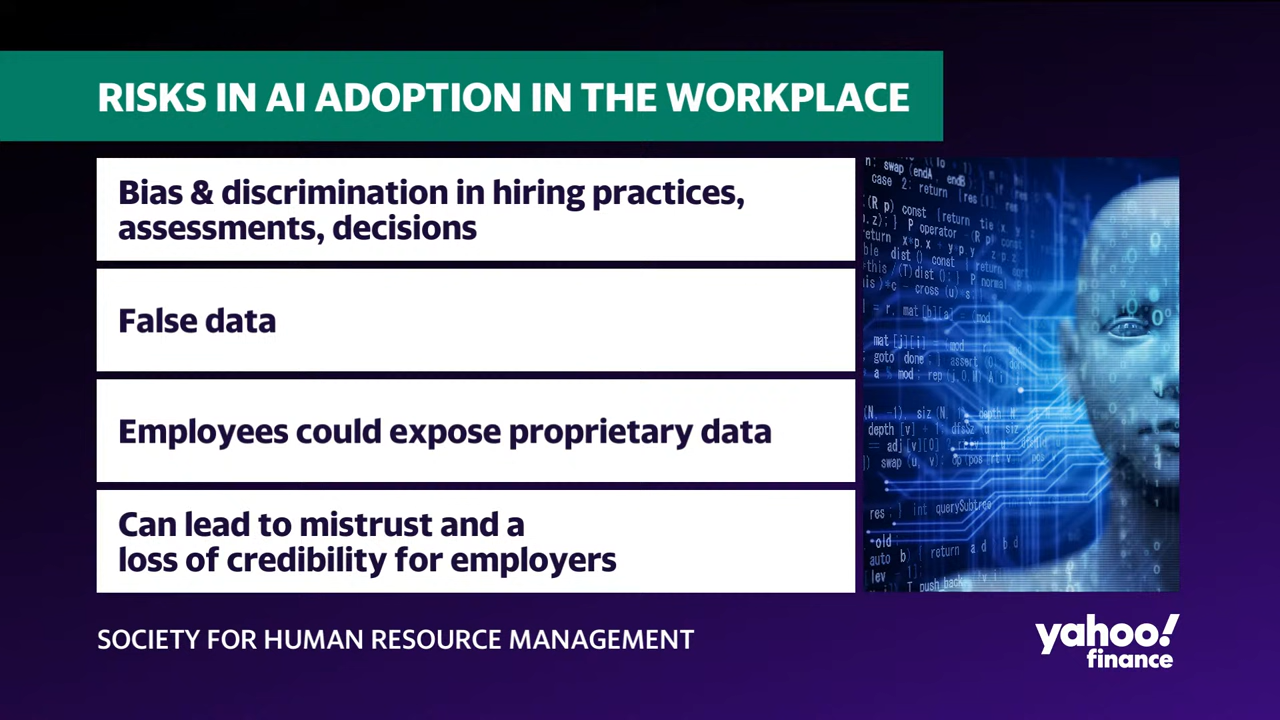 RISKS IN AI ADOPTION IN THE WORKPLACE
Bias & discrimination in hiring practices,
assessments, decisions
False data
Employees could expose proprietary data
Can lead to mistrust and a
loss of credibility for employers
SOCIETY FOR HUMAN RESOURCE MANAGEMENT
yahoo!
finance